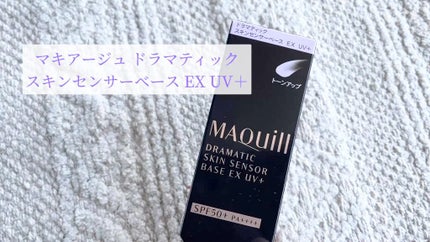 マキアージュ ドラマティック
スキンセンサーベース EX UV＋
ドラマティック
スキンセンサーベース EX UV+
トーンアップ
MAQuill
DRAMATIC
SKIN SENSOR
BASE EX UV+
SPF50+ PA++++